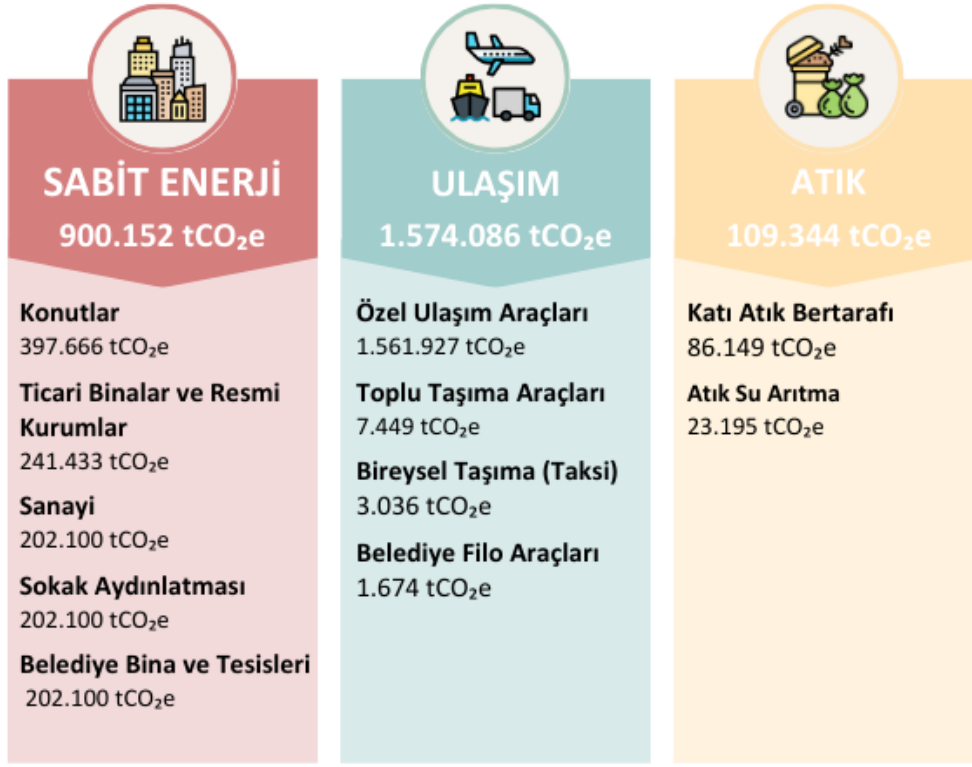 SABİT ENERJİ
900.152 tCO₂e
Konutlar
397.666 tCO₂e
Ticari Binalar ve Resmi
Kurumlar
241.433 tCO₂e
Sanayi
202.100 tCO₂e
Sokak Aydınlatması
202.100 tCO₂e
Belediye Bina ve Tesisleri
202.100 tCO₂e
ULAŞIM
1.574.086 tCO₂e
Özel Ulaşım Araçları
1.561.927 tCO₂e
Toplu Taşıma Araçları
7.449 tCO₂e
Bireysel Taşıma (Taksi)
3.036 tCO₂e
Belediye Filo Araçları
1.674 tCO₂e
ATIK
109.344 tCO₂e
Katı Atık Bertarafı
86.149 tCO₂e
Atık Su Arıtma
23.195 tCO₂e